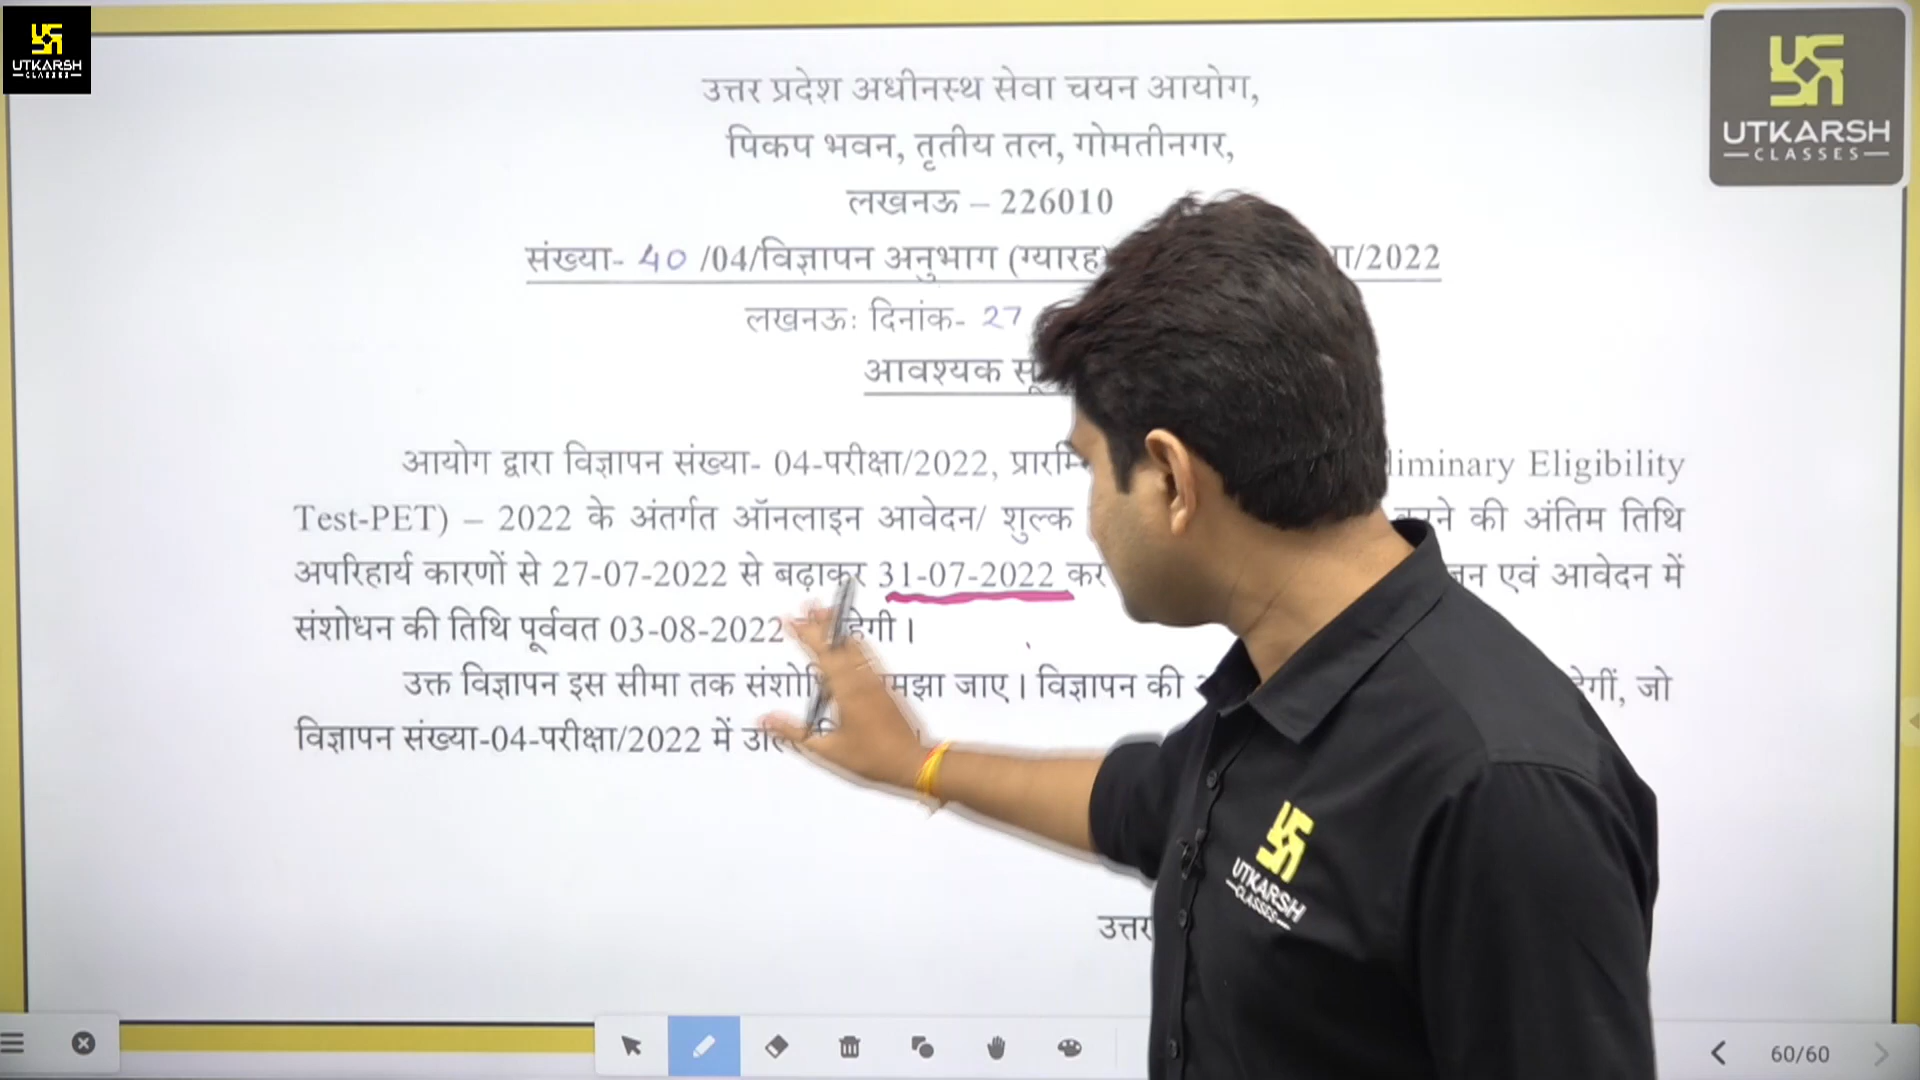 UTKARSH
CLASSES
UTKARSH
CLASSES
उत्तर प्रदेश अधीनस्थ सेवा चयन आयोग,
पिकप भवन, तृतीय तल, गोमतीनगर,
लखनऊ – 226010
संख्या- 40 /04/विज्ञापन अनुभाग (ग्यारह) /2022
लखनऊः दिनांक- 27
आवश्यक
आयोग द्वारा विज्ञापन संख्या- 04-परीक्षा/2022, Eligibility
Test-PET) – 2022 के अंतर्गत ऑनलाइन आवेदन/ शुल्क की अंतिम तिथि
अपरिहार्य कारणों से 27-07-2022 से बढ़ाकर 31-07-2022 कर एवं आवेदन में
संशोधन की तिथि पूर्ववत 03-08-2022
उक्त विज्ञापन इस सीमा तक जाए। विज्ञापन की जो
विज्ञापन संख्या-04-परीक्षा/2022 में
उत्तर
UTKARSH
CLASSES
60/60